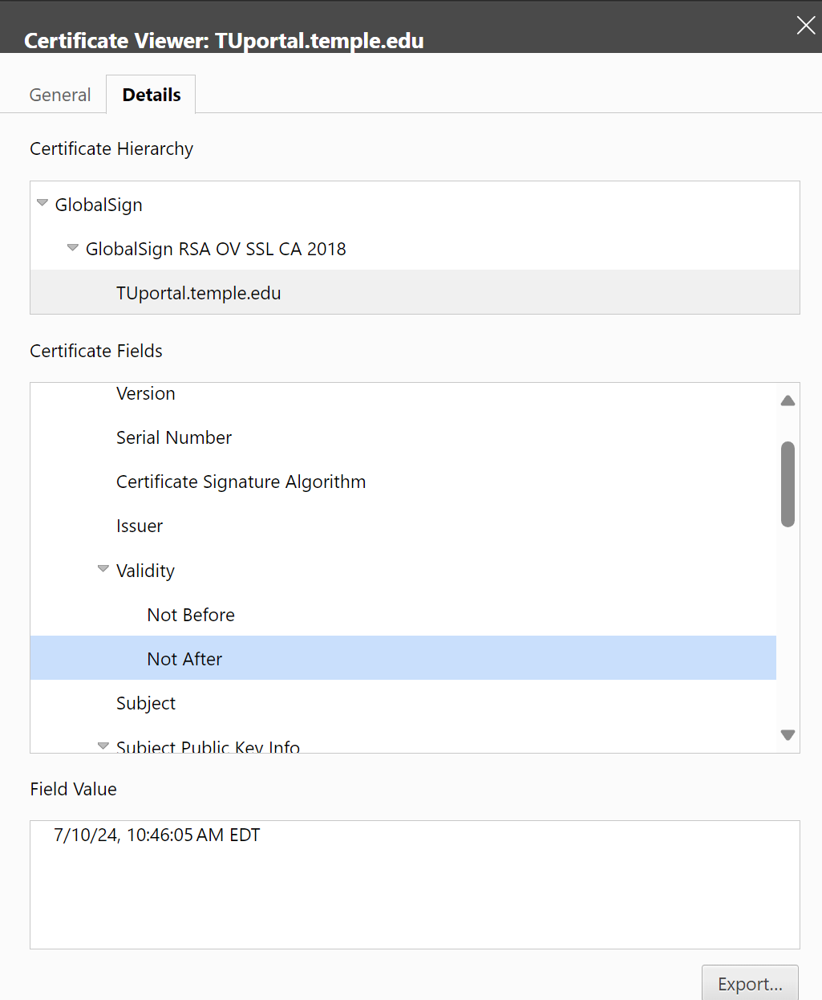 Certificate Viewer: TUportal.temple.edu
General
Details
Certificate Hierarchy
GlobalSign
GlobalSign RSA OV SSL CA 2018
TUportal.temple.edu
Certificate Fields
Version
Serial Number
Certificate Signature Algorithm
Issuer
Validity
Not Before
Not After
Subject
Subject Public Key Info
Field Value
7/10/24, 10:46:05 AM EDT
Export...